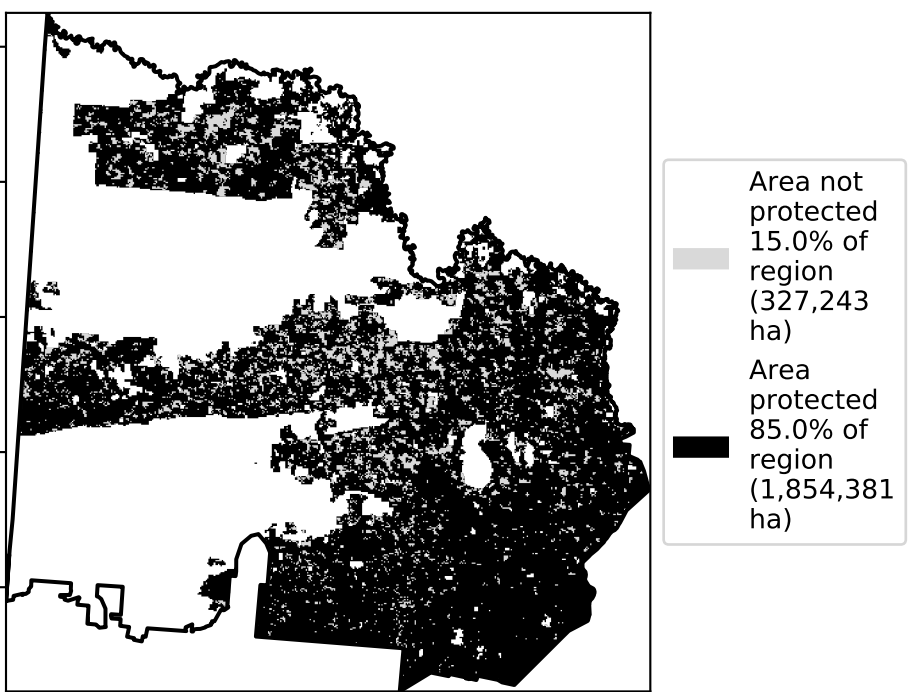 Area not
protected
15.0% of
region
(327,243
ha)
Area
protected
85.0% of
region
(1,854,381
ha)